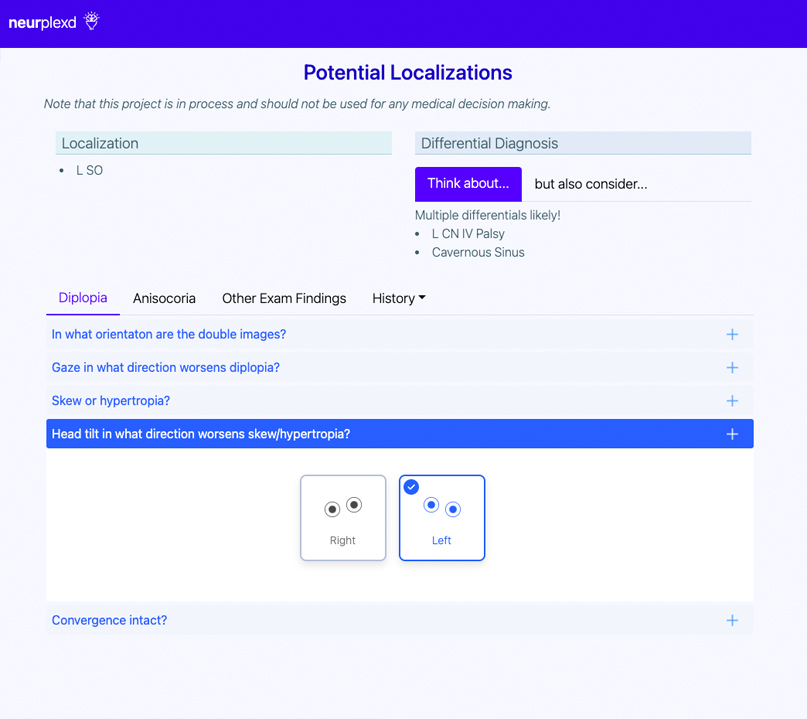 neurplexd
Potential Localizations
Note that this project is in process and should not be used for any medical decision making.
Localization
• L SO
Differential Diagnosis
Think about... but also consider...
Multiple differentials likely!
• L CN IV Palsy
• Cavernous Sinus
Diplopia Anisocoria Other Exam Findings History
In what orientaton are the double images?
Gaze in what direction worsens diplopia?
Skew or hypertropia?
Head tilt in what direction worsens skew/hypertropia?
Right Left
Convergence intact?